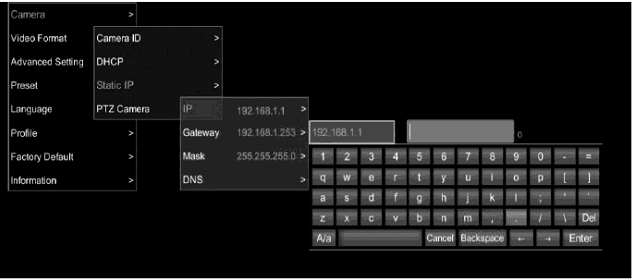 Camera >
Video Format
Advanced Setting
Preset
Language
Profile >
Factory Default >
Information >
Camera ID >
DHCP >
Static IP >
PTZ Camera
IP 192.168.1.1 >
Gateway 192.168.1.253 >
Mask 255.255.255.0 >
DNS >
192.168.1.1
0
1 2 3 4 5 6 7 8 9 0 - =
q w e r t y u i o p [ ]
a s d f g h j k l ; '
z x c v b n m , . / \ Del
A/a Cancel Backspace ← → Enter